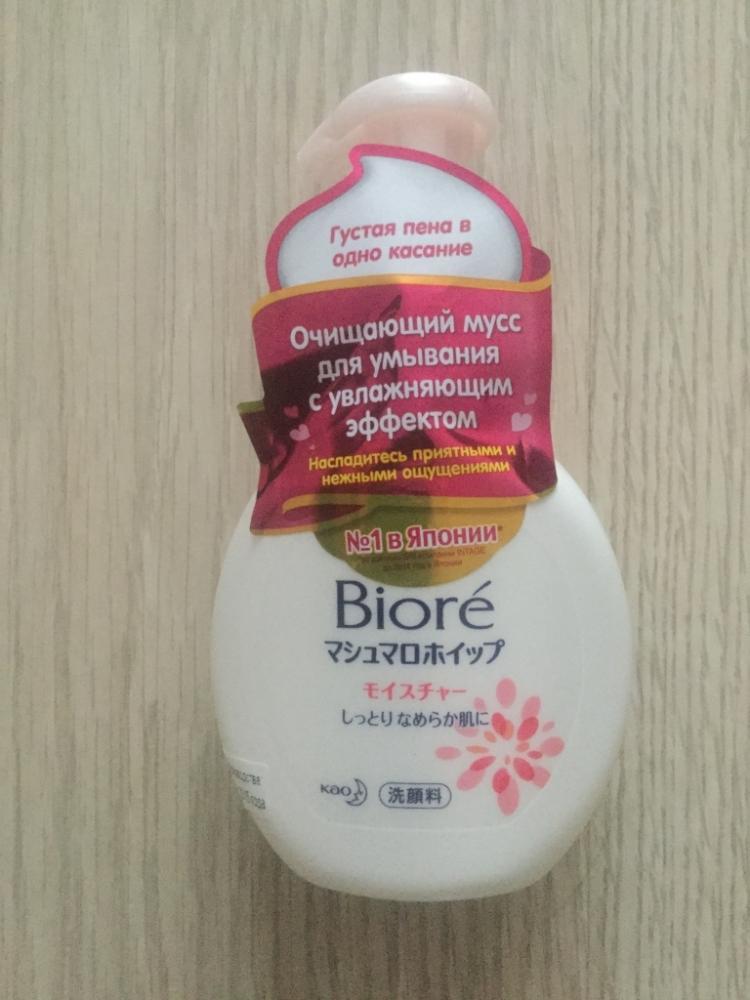 Густая пена в
одно касание
Очищающий мусс
для умывания
с увлажняющим
эффектом
Насладитесь приятными и
нежными ощущениями
№1 в Японии*
Bioré
マシュマロホイップ
モイスチャー
しっとりなめらか肌に
Kao
洗顔料